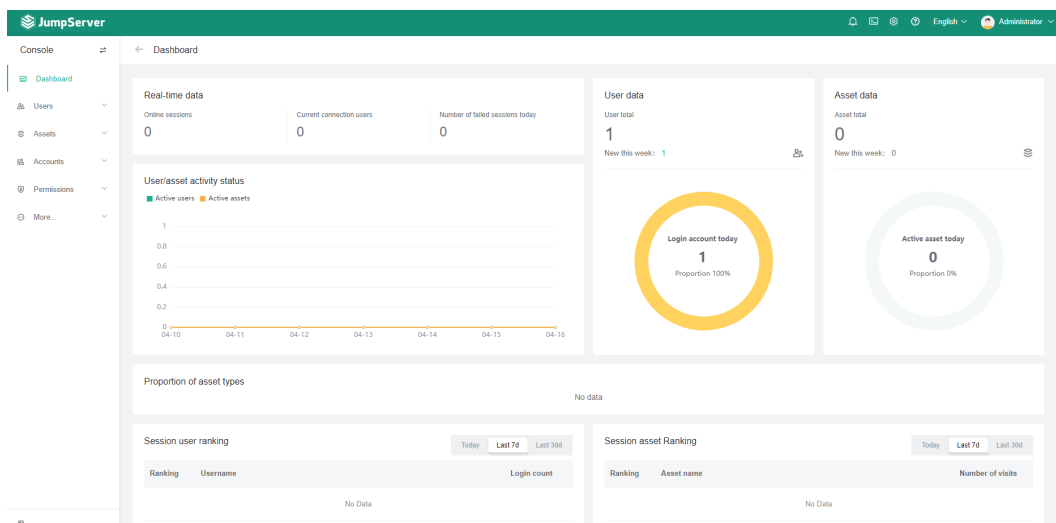 JumpServer
English
Administrator
Console
Dashboard
Dashboard
Users
Assets
Accounts
Permissions
More...
Real-time data
Online sessions
0
Current connection users
0
Number of failed sessions today
0
User/asset activity status
Active users Active assets
1
0.8
0.6
0.4
0.2
0
04-10 04-11 04-12 04-13 04-14 04-15 04-16
User data
User total
1
New this week: 1
Login account today
1
Proportion 100%
Asset data
Asset total
0
New this week: 0
Active asset today
0
Proportion 0%
Proportion of asset types
No data
Session user ranking
Today Last 7d Last 30d
Ranking Username Login count
No Data
Session asset Ranking
Today Last 7d Last 30d
Ranking Asset name Number of visits
No Data